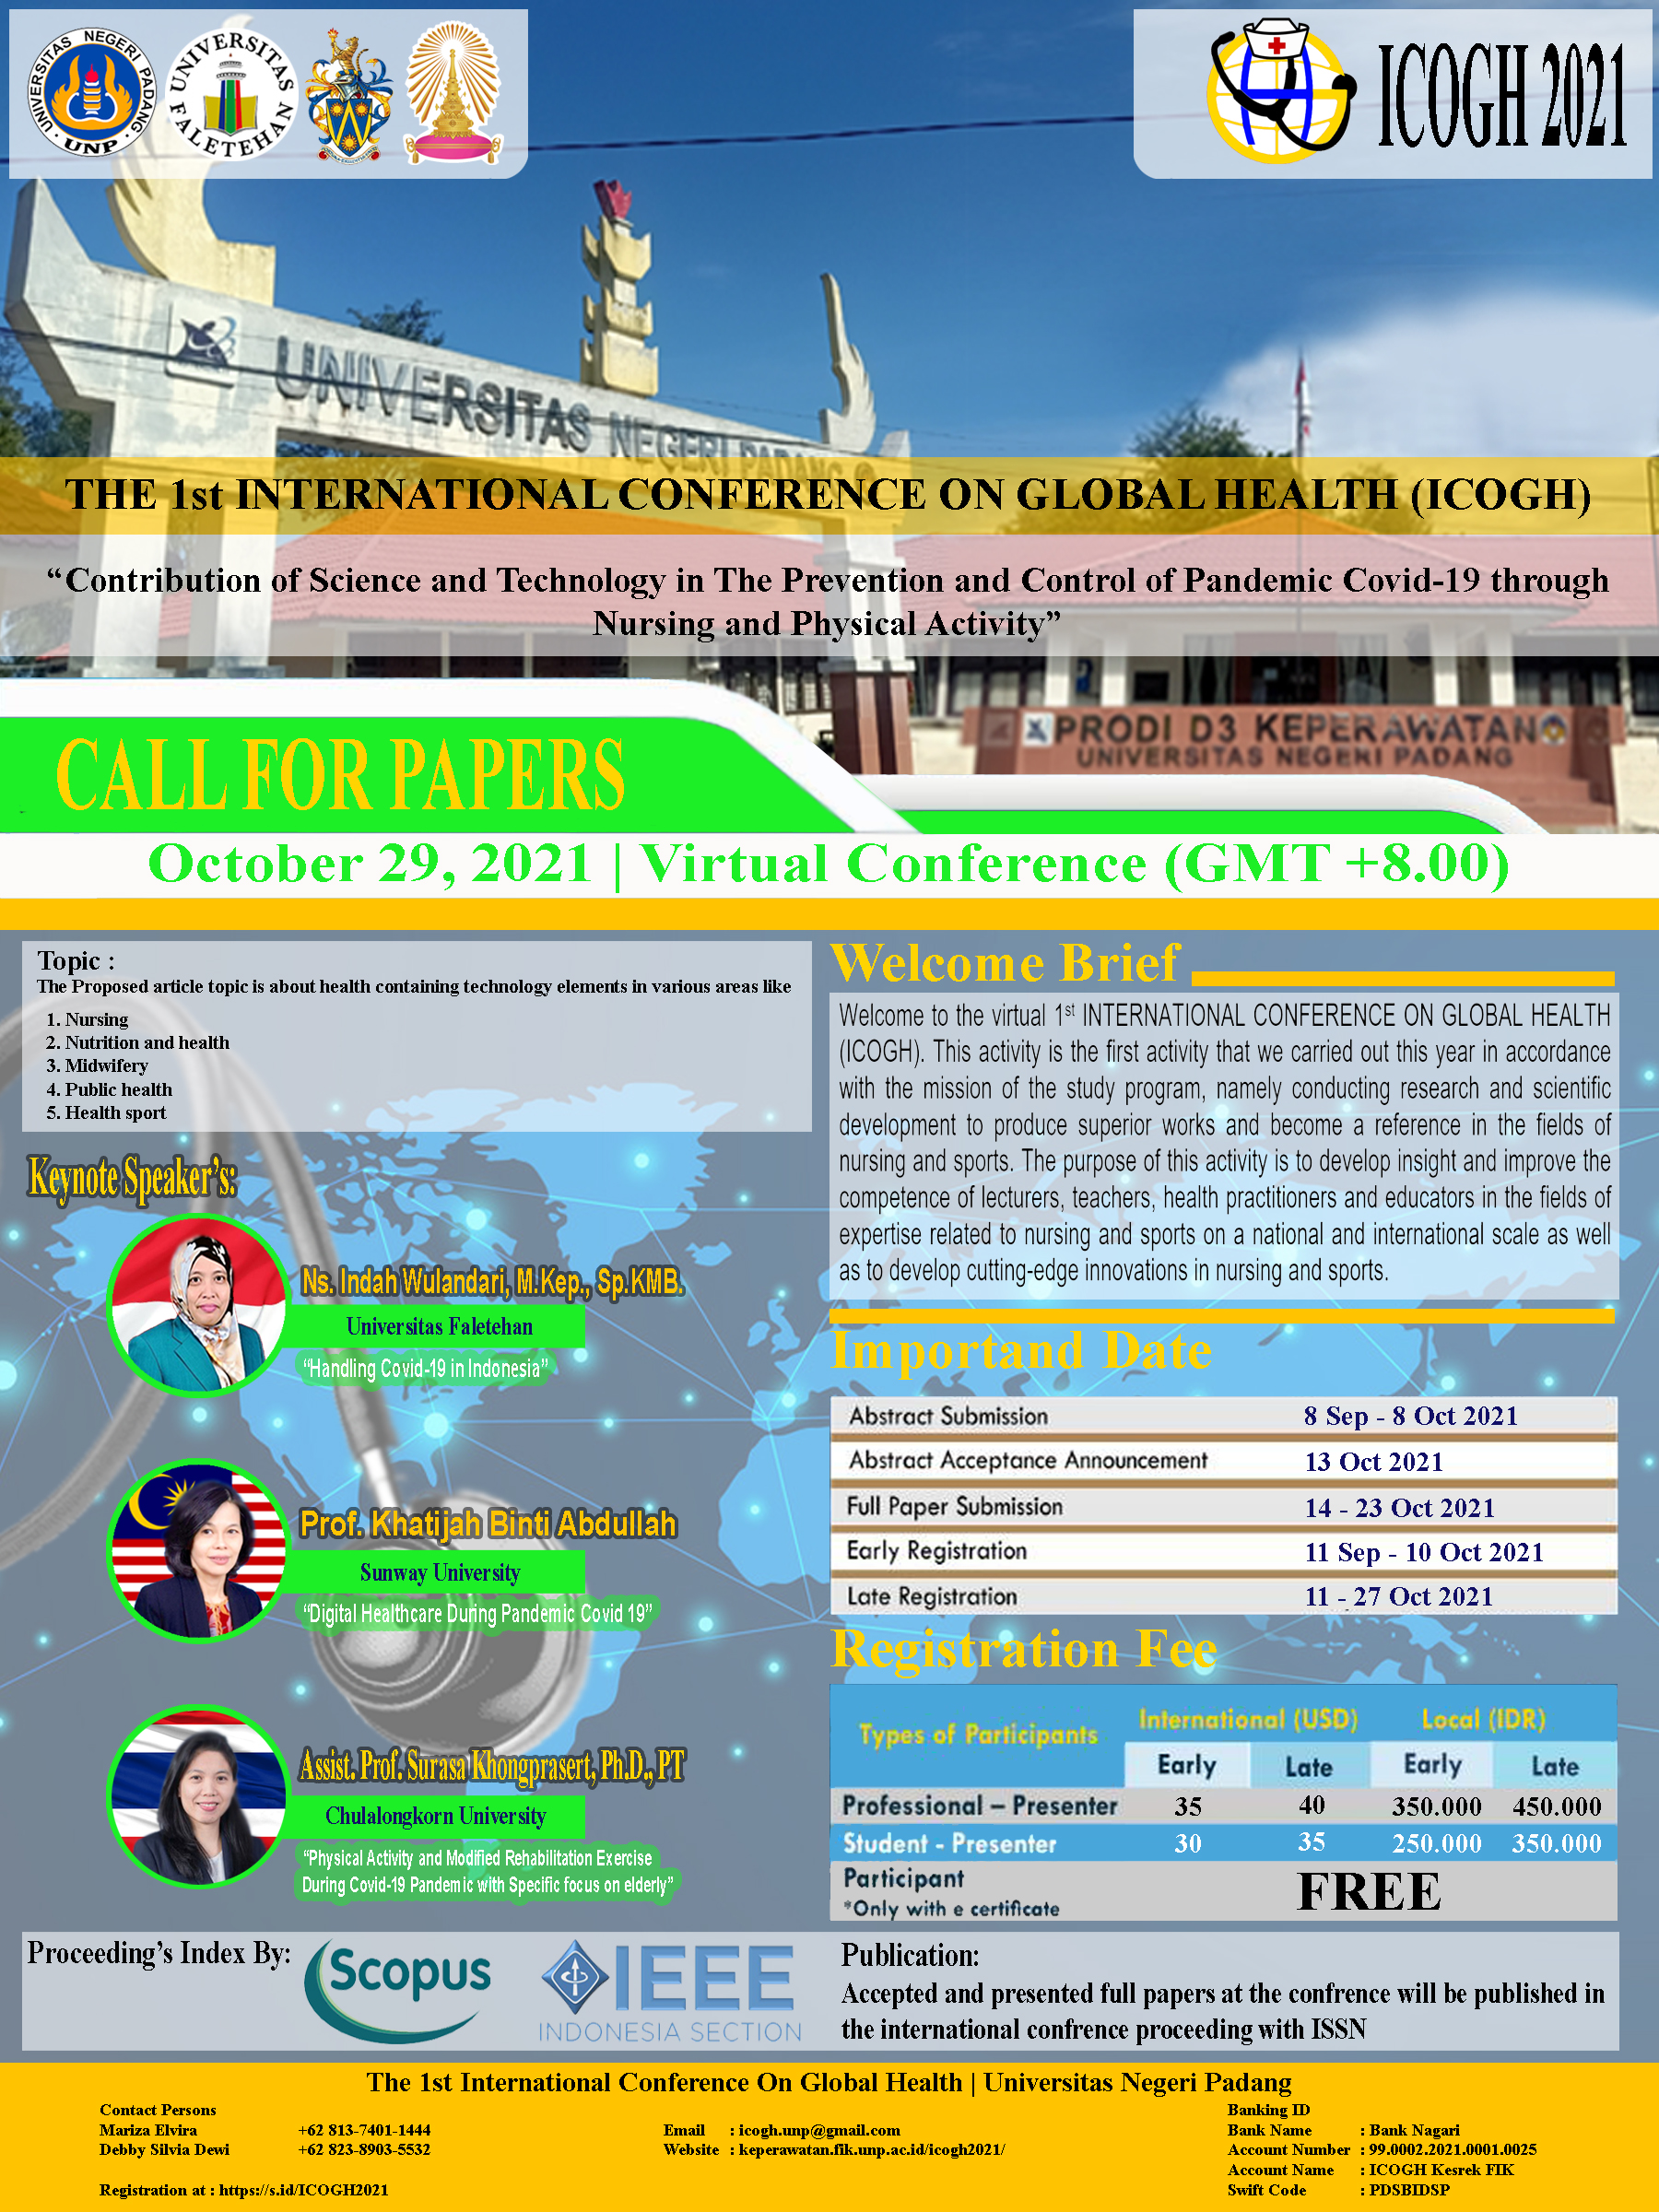 UNIVERSITAS NEGERI PADANG
UNP
UNIVERSITAS
FALETEHAN
ICOGH 2021
UNIVERSITAS NEGERI PADANG
THE 1st INTERNATIONAL CONFERENCE ON GLOBAL HEALTH (ICOGH)
“Contribution of Science and Technology in The Prevention and Control of Pandemic Covid-19 through
Nursing and Physical Activity”
PRODI D3 KEPERAWATAN
UNIVERSITAS NEGERI PADANG
CALL FOR PAPERS
October 29, 2021 | Virtual Conference (GMT +8.00)
Topic :
The Proposed article topic is about health containing technology elements in various areas like
1. Nursing
2. Nutrition and health
3. Midwifery
4. Public health
5. Health sport
Keynote Speaker’s:
Ns. Indah Wulandari, M.Kep., Sp.KMB.
Universitas Faletehan
“Handling Covid-19 in Indonesia”
Prof. Khatijah Binti Abdullah
Sunway University
“Digital Healthcare During Pandemic Covid 19”
Assist. Prof. Surasa Khongprasert, Ph.D., PT
Chulalongkorn University
“Physical Activity and Modified Rehabilitation Exercise
During Covid-19 Pandemic with Specific focus on elderly”
Welcome Brief
Welcome to the virtual 1st INTERNATIONAL CONFERENCE ON GLOBAL HEALTH
(ICOGH). This activity is the first activity that we carried out this year in accordance
with the mission of the study program, namely conducting research and scientific
development to produce superior works and become a reference in the fields of
nursing and sports. The purpose of this activity is to develop insight and improve the
competence of lecturers, teachers, health practitioners and educators in the fields of
expertise related to nursing and sports on a national and international scale as well
as to develop cutting-edge innovations in nursing and sports.
Importand Date
Abstract Submission 8 Sep - 8 Oct 2021
Abstract Acceptance Announcement 13 Oct 2021
Full Paper Submission 14 - 23 Oct 2021
Early Registration 11 Sep - 10 Oct 2021
Late Registration 11 - 27 Oct 2021
Registration Fee
Types of Participants International (USD) Local (IDR)
Early Late Early Late
Professional – Presenter 35 40 350.000 450.000
Student - Presenter 30 35 250.000 350.000
Participant
*Only with e certificate
FREE
Proceeding’s Index By:
Scopus
IEEE
INDONESIA SECTION
Publication:
Accepted and presented full papers at the confrence will be published in
the international confrence proceeding with ISSN
The 1st International Conference On Global Health | Universitas Negeri Padang
Contact Persons
Mariza Elvira +62 813-7401-1444
Debby Silvia Dewi +62 823-8903-5532
Registration at : https://s.id/ICOGH2021
Email : icogh.unp@gmail.com
Website : keperawatan.fik.unp.ac.id/icogh2021/
Banking ID
Bank Name : Bank Nagari
Account Number : 99.0002.2021.0001.0025
Account Name : ICOGH Kesrek FIK
Swift Code : PDSBIDSP